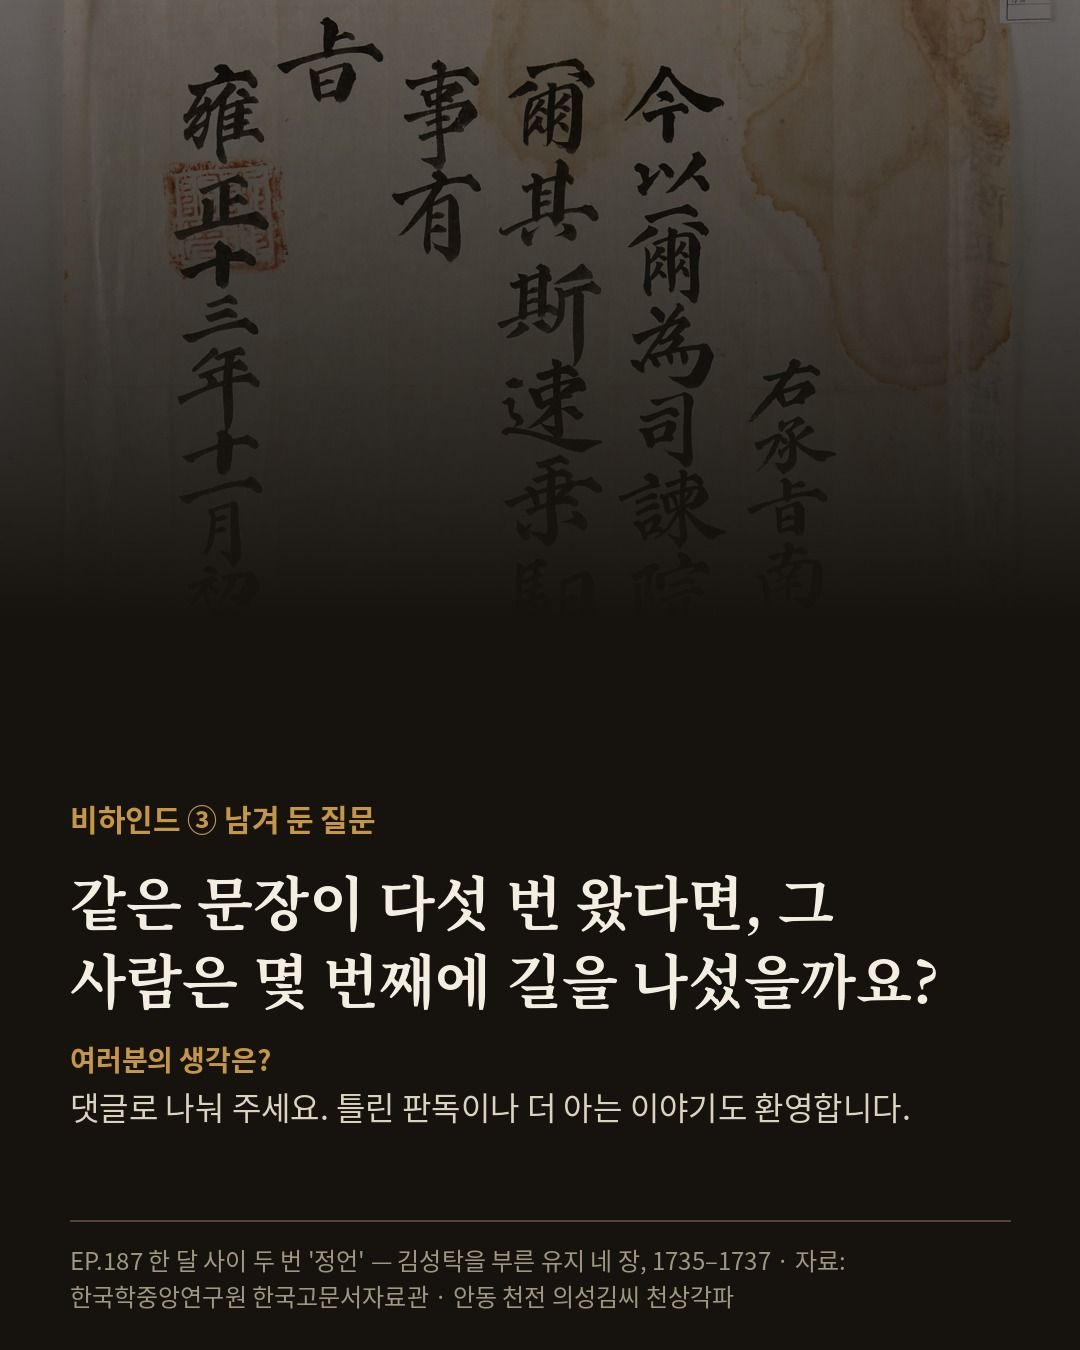 右承旨南
今以爾為司諫院
爾其斯速乗馹
事有
旨
雍正十三年十一月初
비하인드 ③ 남겨 둔 질문
같은 문장이 다섯 번 왔다면, 그
사람은 몇 번째에 길을 나섰을까요?
여러분의 생각은?
댓글로 나눠 주세요. 틀린 판독이나 더 아는 이야기도 환영합니다.
EP.187 한 달 사이 두 번 '정언' — 김성탁을 부른 유지 네 장, 1735–1737 · 자료:
한국학중앙연구원 한국고문서자료관 · 안동 천전 의성김씨 천상각파